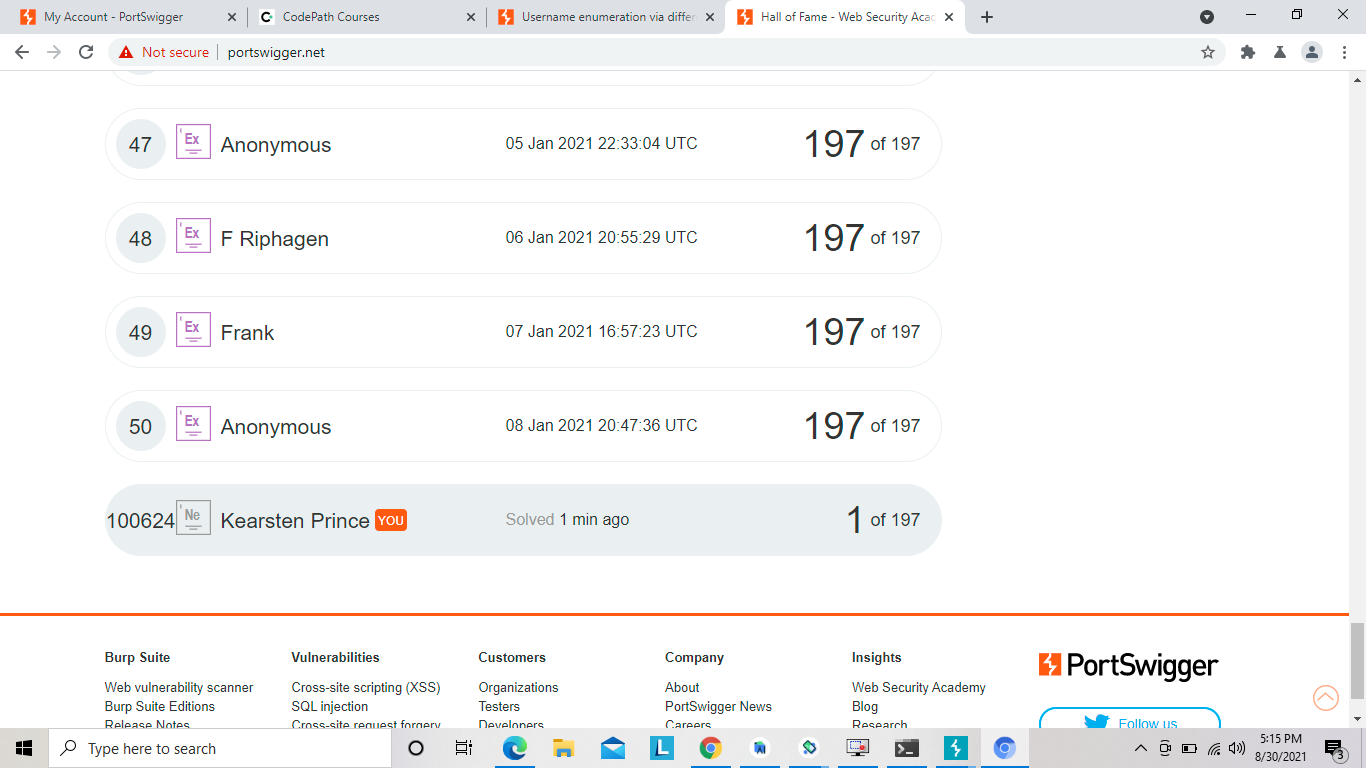 My Account - PortSwigger
CodePath Courses
Username enumeration via differ
Hall of Fame - Web Security Aca
Not secure
portswigger.net
47 Ex Anonymous 05 Jan 2021 22:33:04 UTC 197 of 197
48 Ex F Riphagen 06 Jan 2021 20:55:29 UTC 197 of 197
49 Ex Frank 07 Jan 2021 16:57:23 UTC 197 of 197
50 Ex Anonymous 08 Jan 2021 20:47:36 UTC 197 of 197
100624 Ne Kearsten Prince YOU Solved 1 min ago 1 of 197
Burp Suite
Web vulnerability scanner
Burp Suite Editions
Release Notes
Vulnerabilities
Cross-site scripting (XSS)
SQL injection
Cross-site request forgery
Customers
Organizations
Testers
Developers
Company
About
PortSwigger News
Careers
Insights
Web Security Academy
Blog
Research
PortSwigger
Follow us
Type here to search
L
5:15 PM
8/30/2021
3